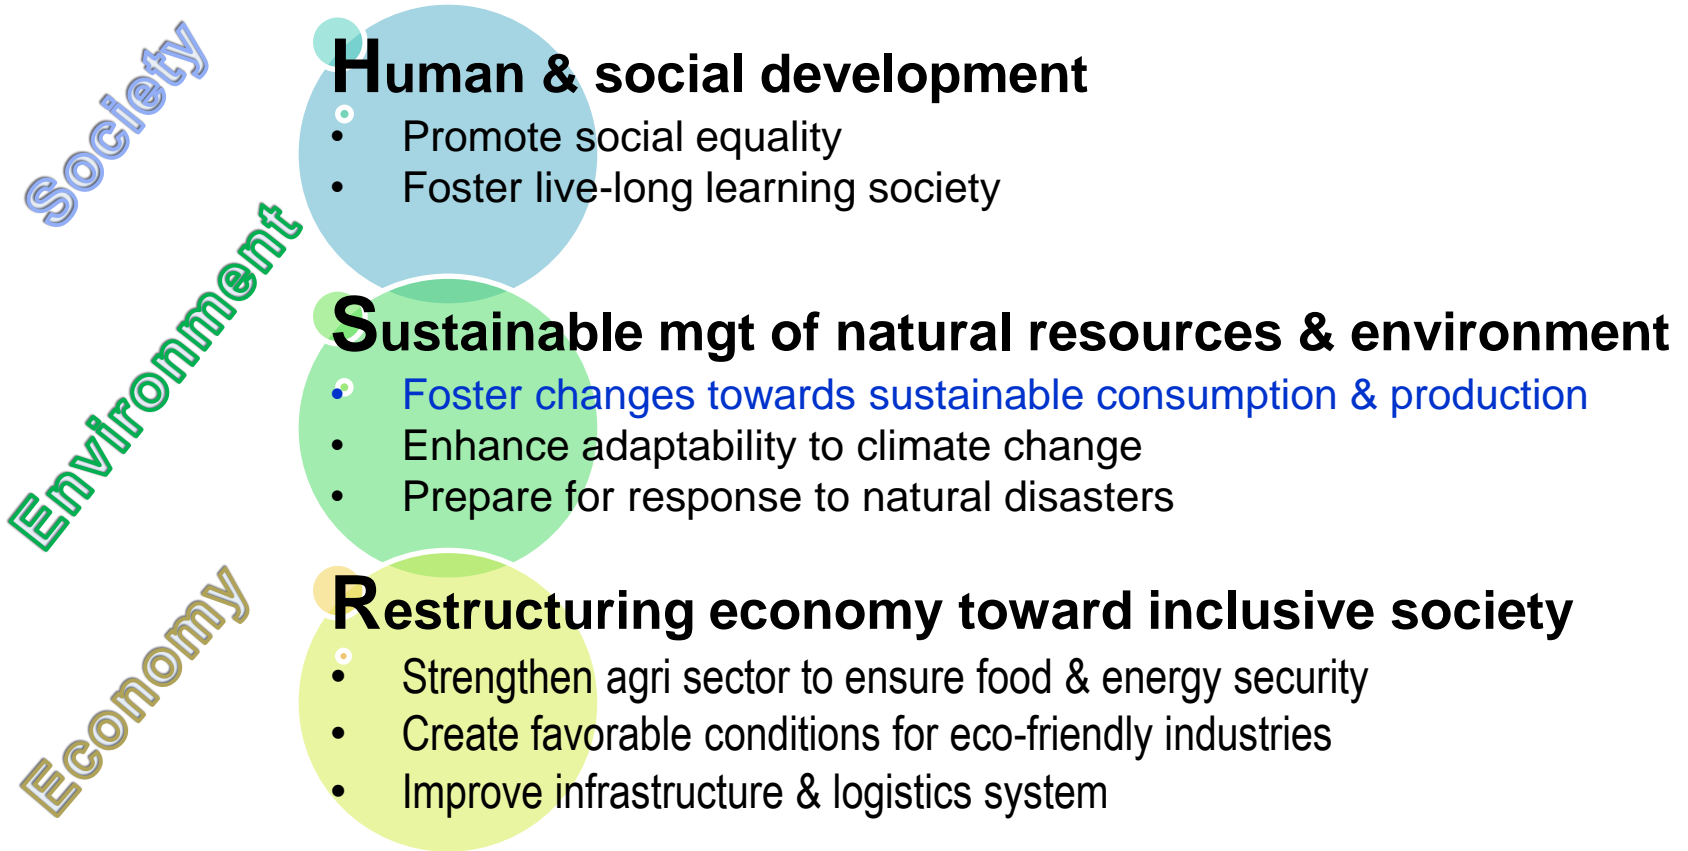 Society
Human & social development
• Promote social equality
• Foster live-long learning society
Environment
Sustainable mgt of natural resources & environment
• Foster changes towards sustainable consumption & production
• Enhance adaptability to climate change
• Prepare for response to natural disasters
Economy
Restructuring economy toward inclusive society
• Strengthen agri sector to ensure food & energy security
• Create favorable conditions for eco-friendly industries
• Improve infrastructure & logistics system